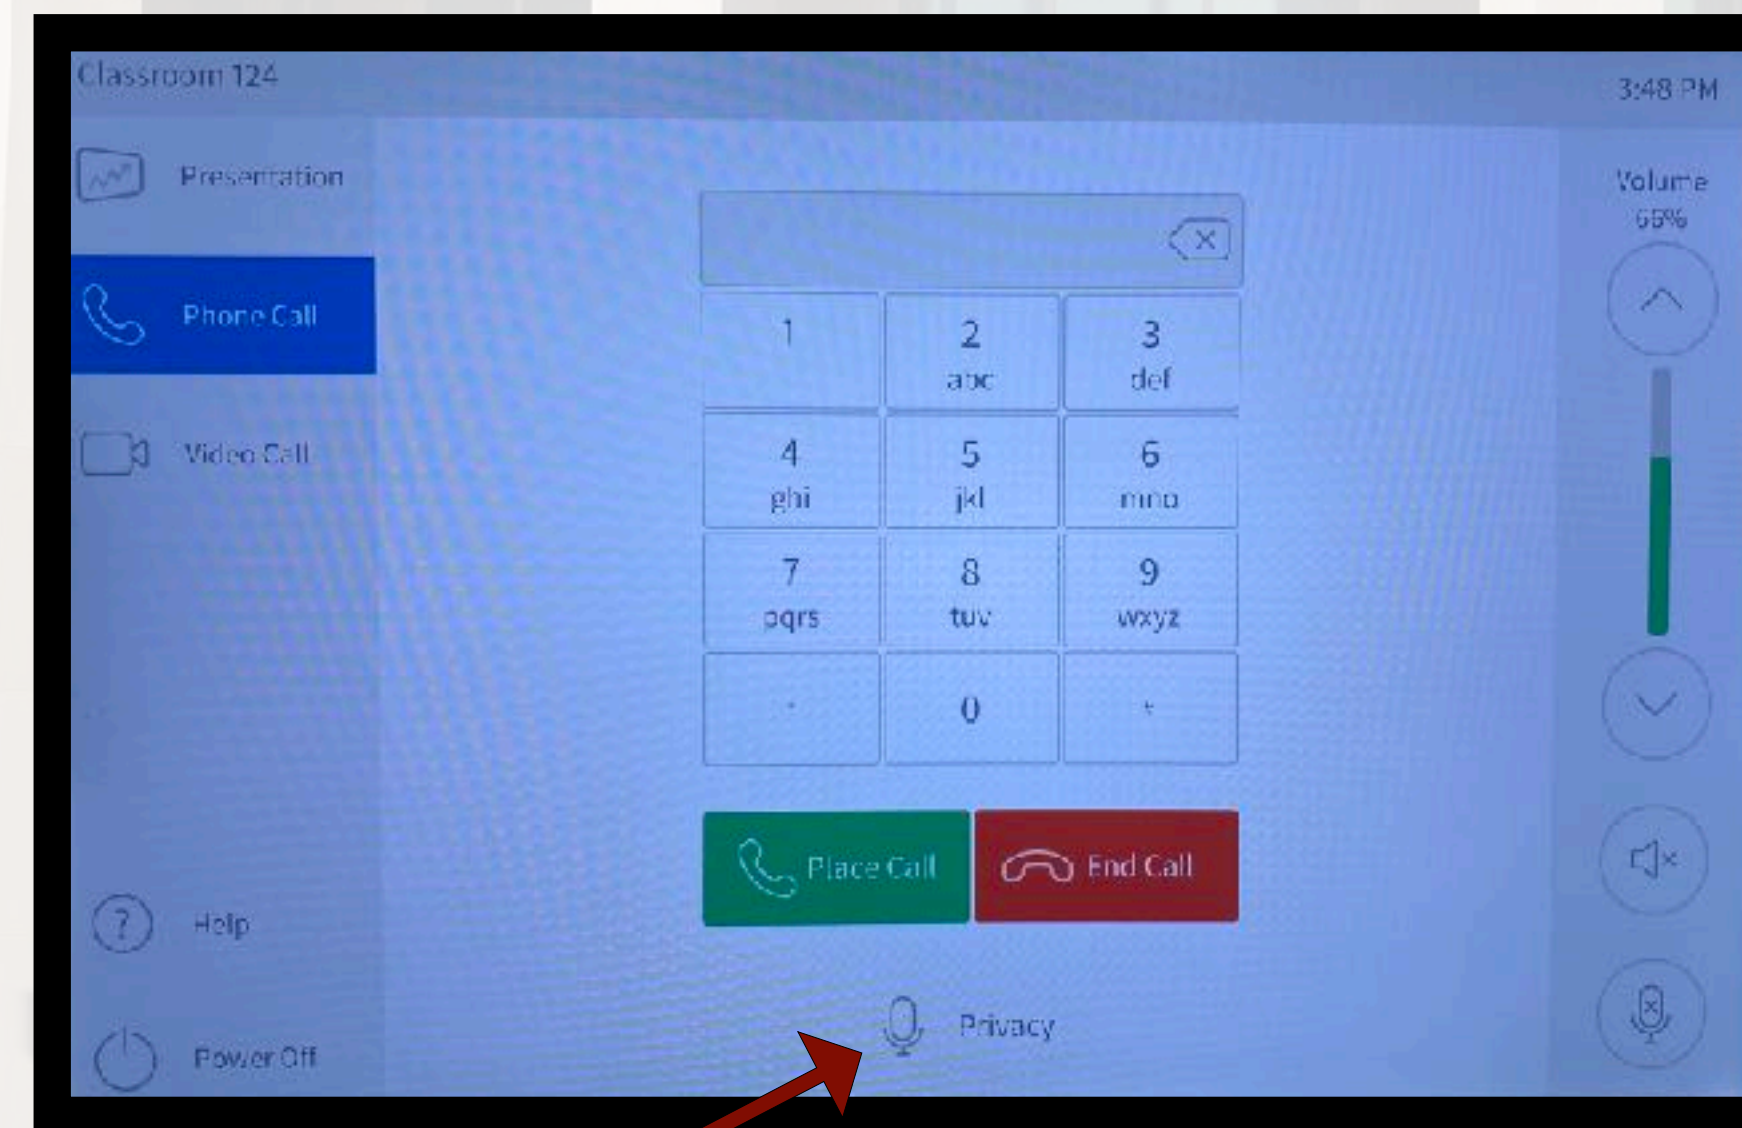 Classroom 124
3:48 PM
Presentation
Phone Call
Video Call
Help
Power Off
1
2
abc
3
def
4
ghi
5
jkl
6
mno
7
pqrs
8
tuv
9
wxyz
0
Place Call
End Call
Privacy
Volume
66%